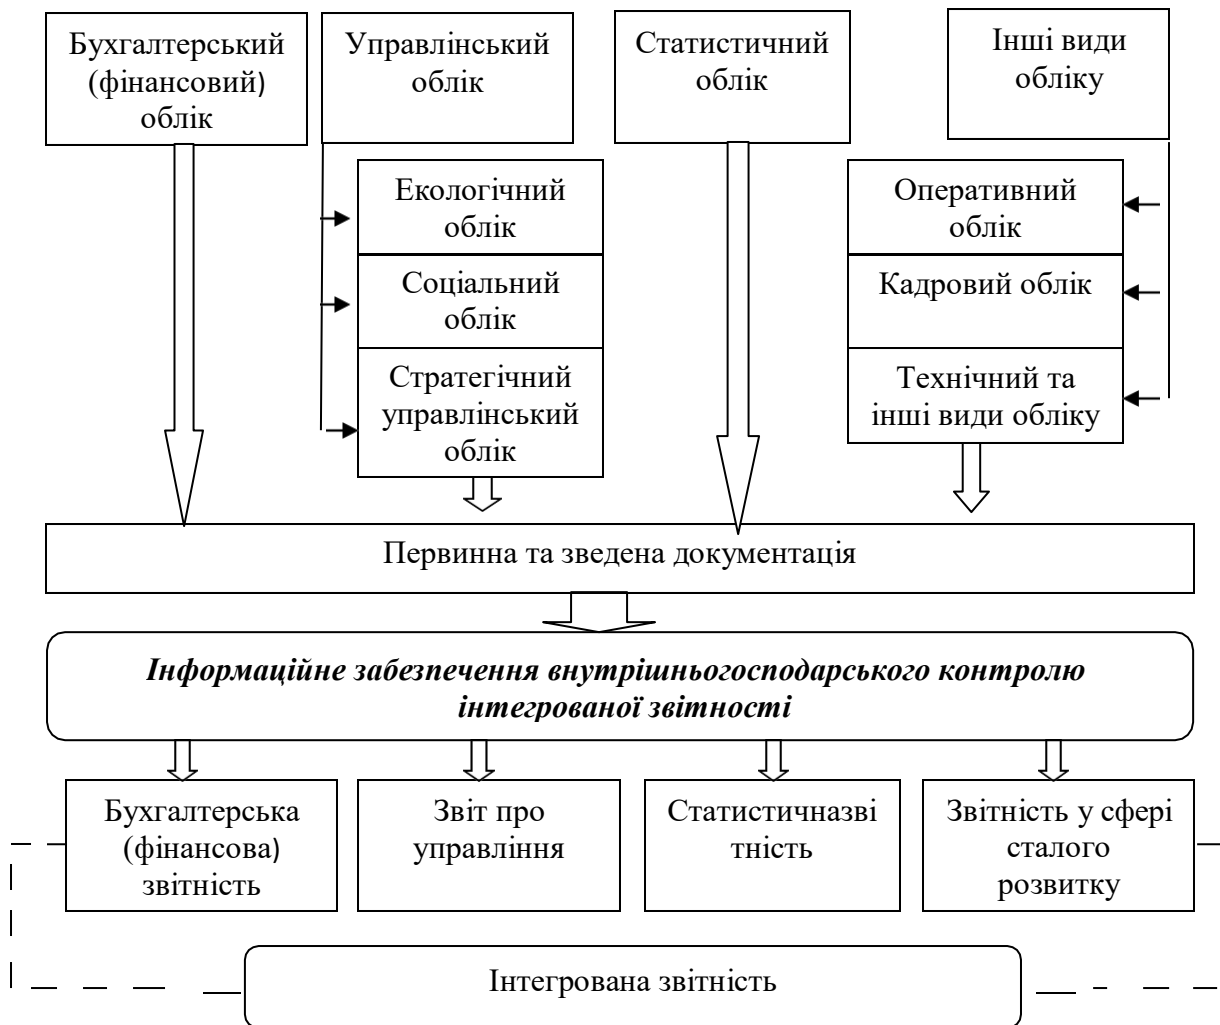 Бухгалтерський
(фінансовий)
облік
Управлінський
облік
Статистичний
облік
Інші види
обліку
Екологічний
облік
Соціальний
облік
Стратегічний
управлінський
облік
Оперативний
облік
Кадровий облік
Технічний та
інші види обліку
Первинна та зведена документація
Інформаційне забезпечення внутрішньогосподарського контролю
інтегрованої звітності
Бухгалтерська
(фінансова)
звітність
Звіт про
управління
Статистичназві
тність
Звітність у сфері
сталого
розвитку
Інтегрована звітність